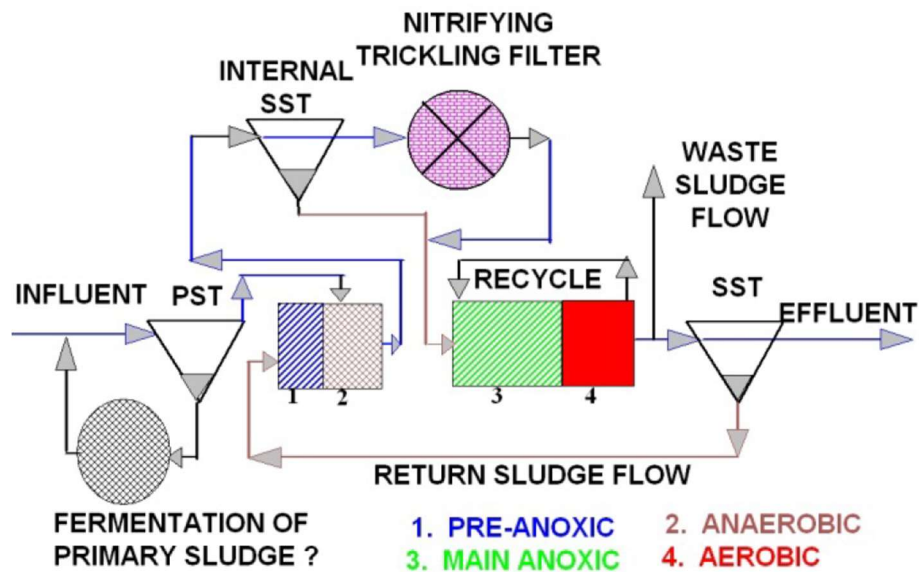 NITRIFYING
TRICKLING FILTER
INTERNAL
SST
WASTE
SLUDGE
FLOW
INFLUENT
PST
RECYCLE
SST
EFFLUENT
1
2
3
4
RETURN SLUDGE FLOW
FERMENTATION OF
PRIMARY SLUDGE ?
1. PRE-ANOXIC
2. ANAEROBIC
3. MAIN ANOXIC
4. AEROBIC